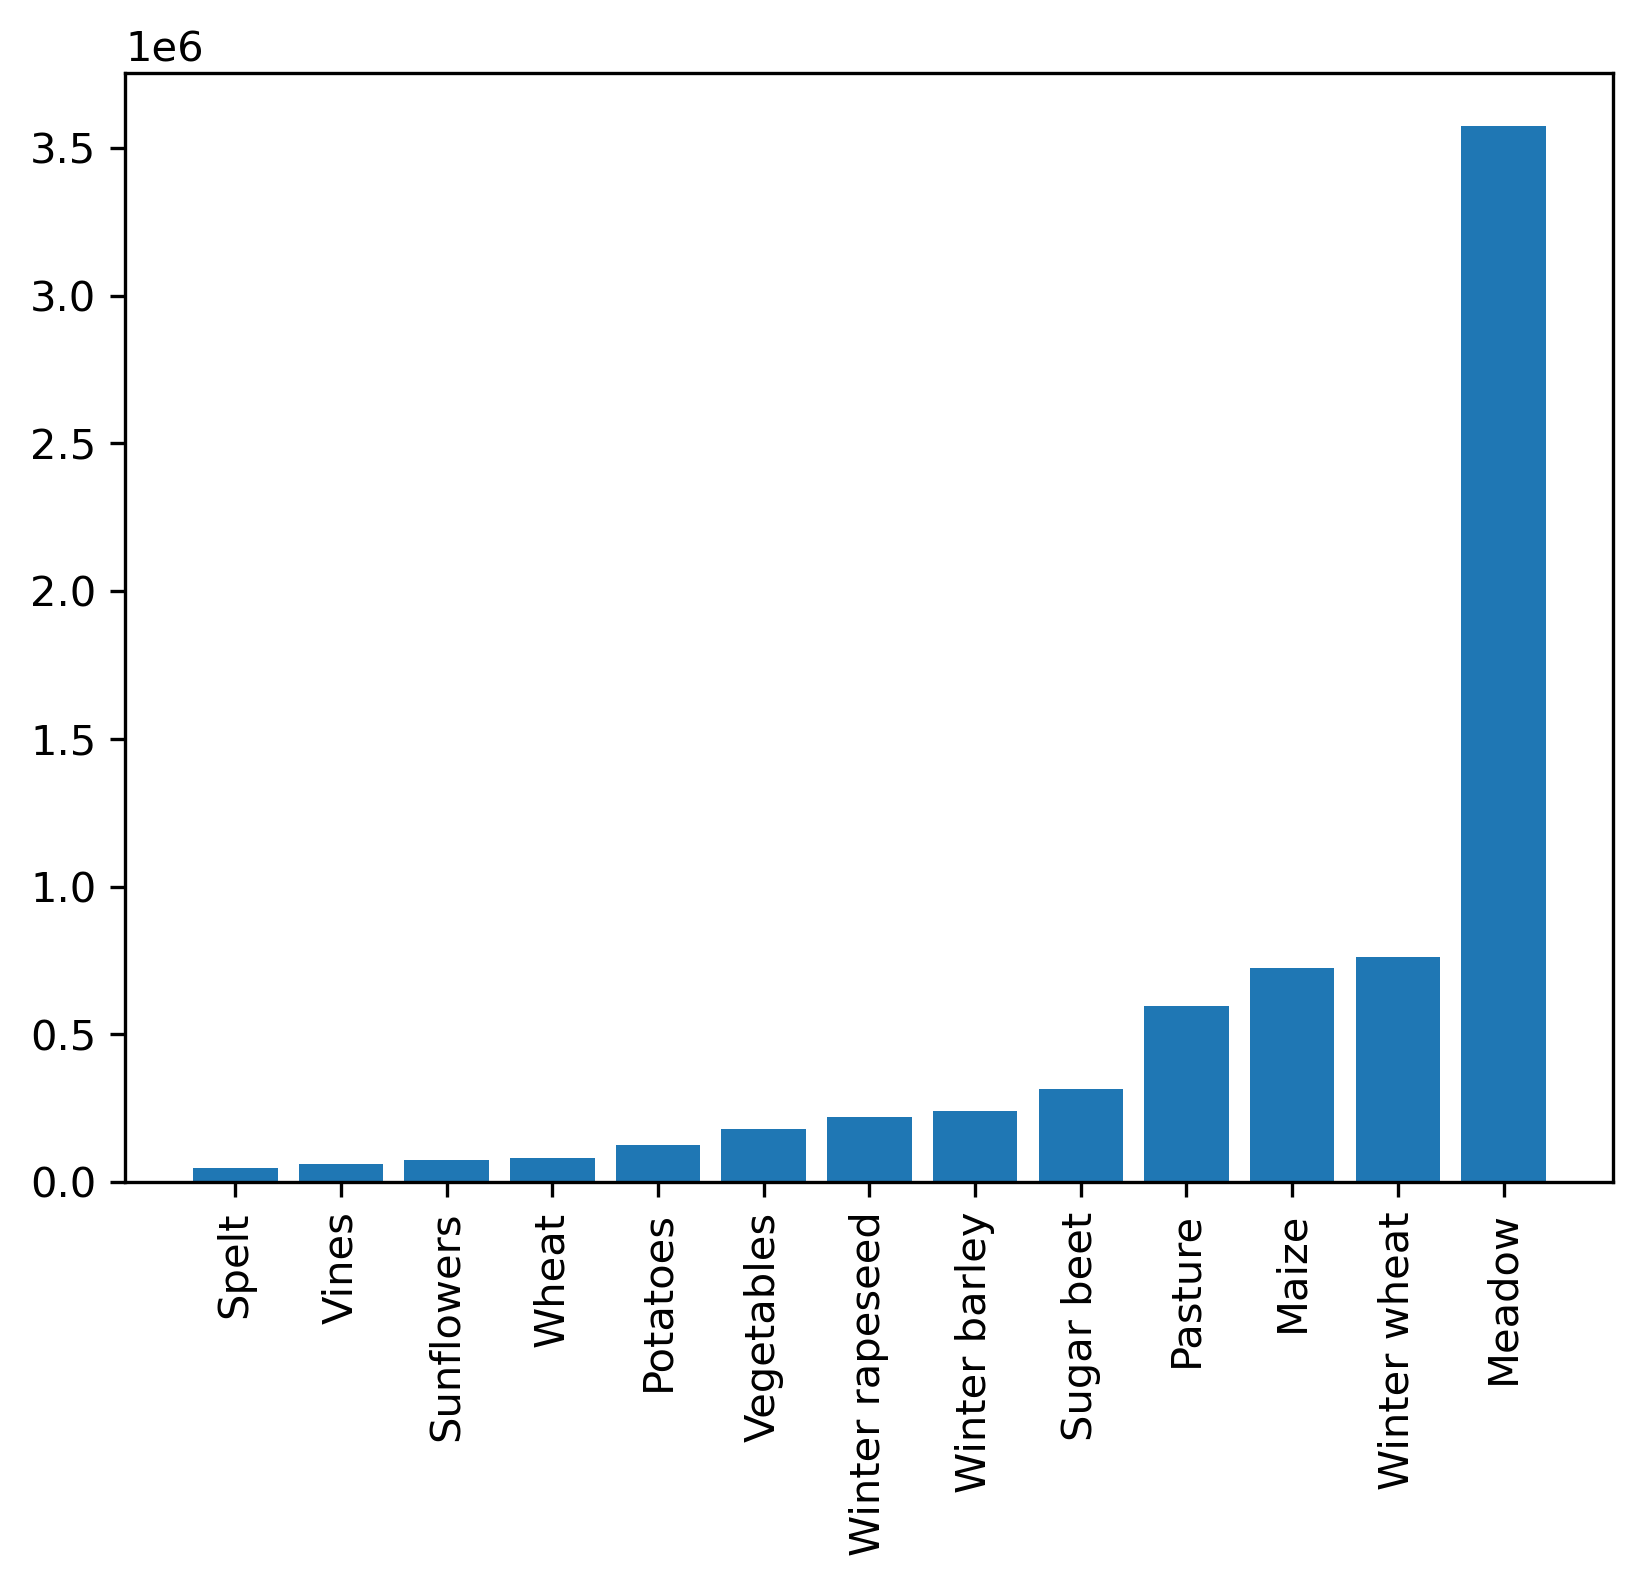 1e6
3.5
3.0
2.5
2.0
1.5
1.0
0.5
0.0
Spelt
Vines
Sunflowers
Wheat
Potatoes
Vegetables
Winter rapeseed
Winter barley
Sugar beet
Pasture
Maize
Winter wheat
Meadow